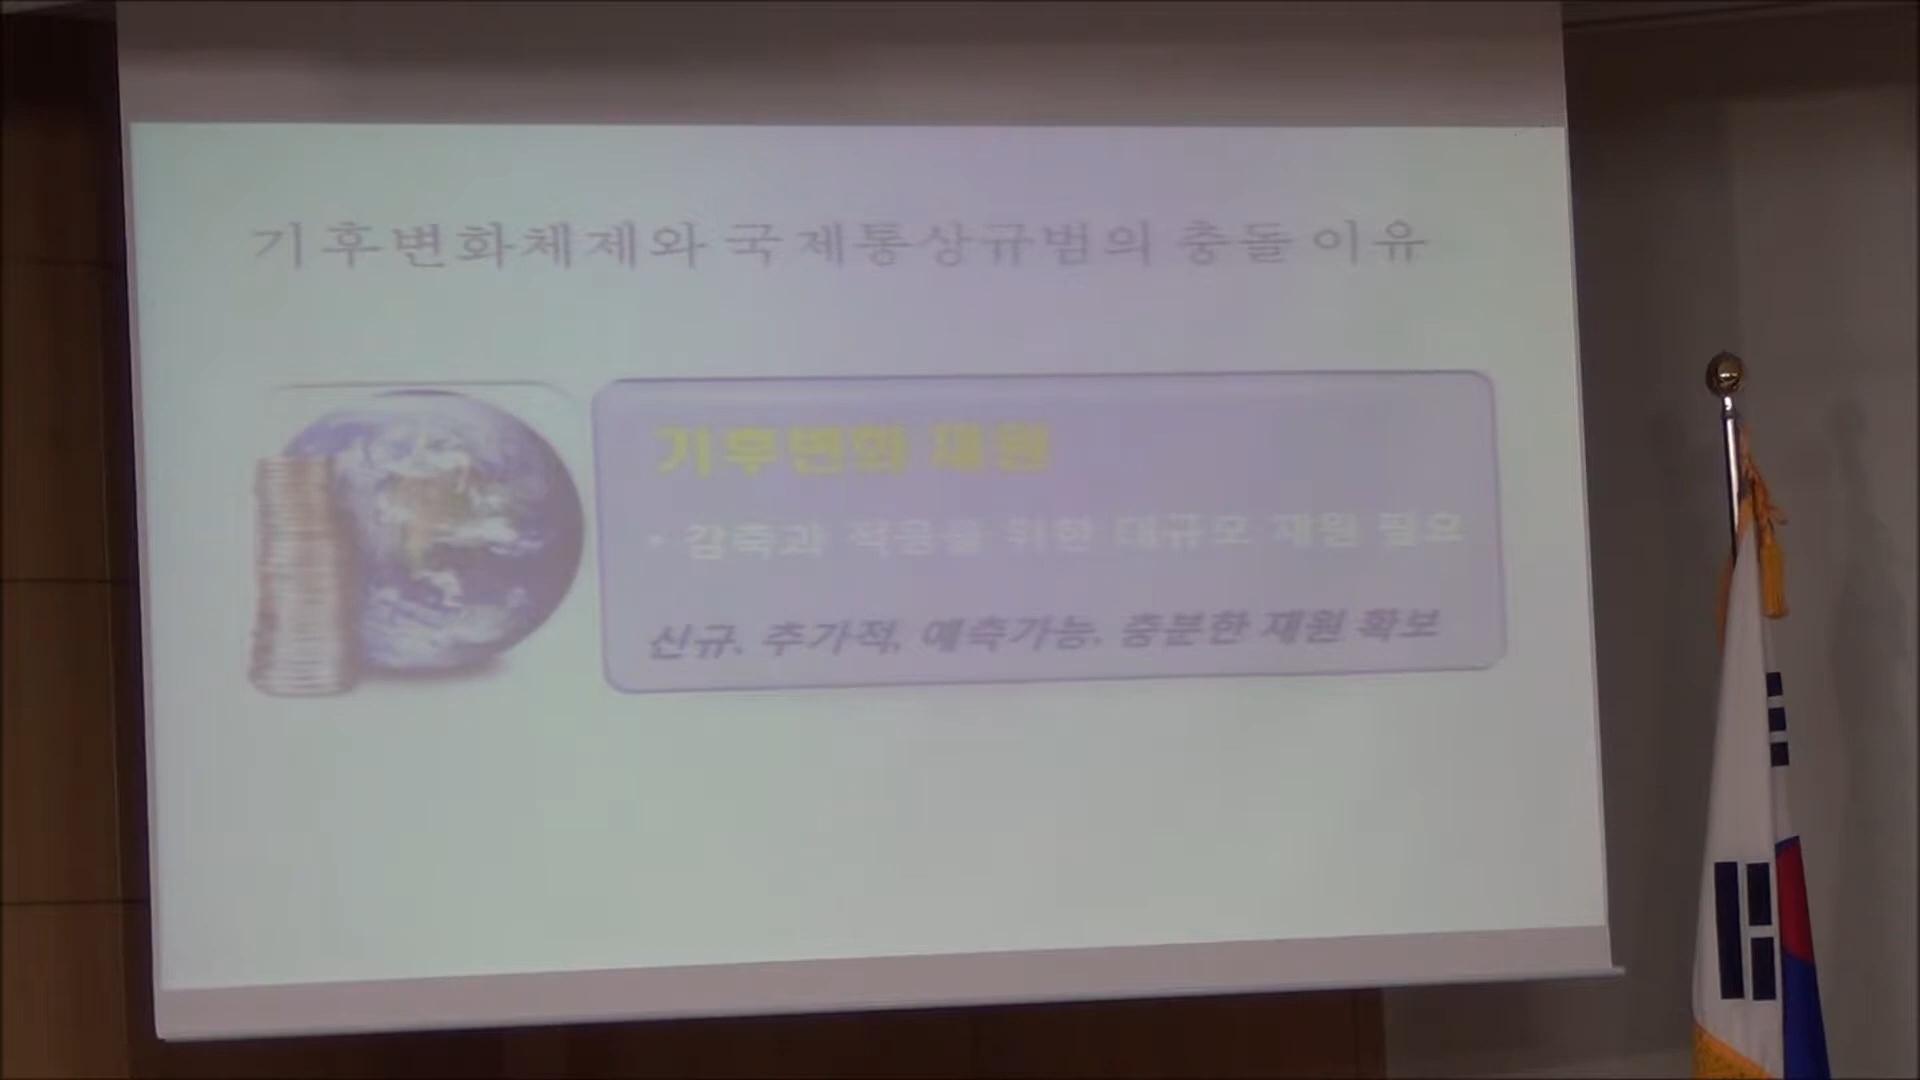 기후변화체제와 국제통상규범의 충돌 이유
기후변화 재원
• 감축과 적응을 위한 대규모 재원 필요
신규, 추가적, 예측가능, 충분한 재원 확보